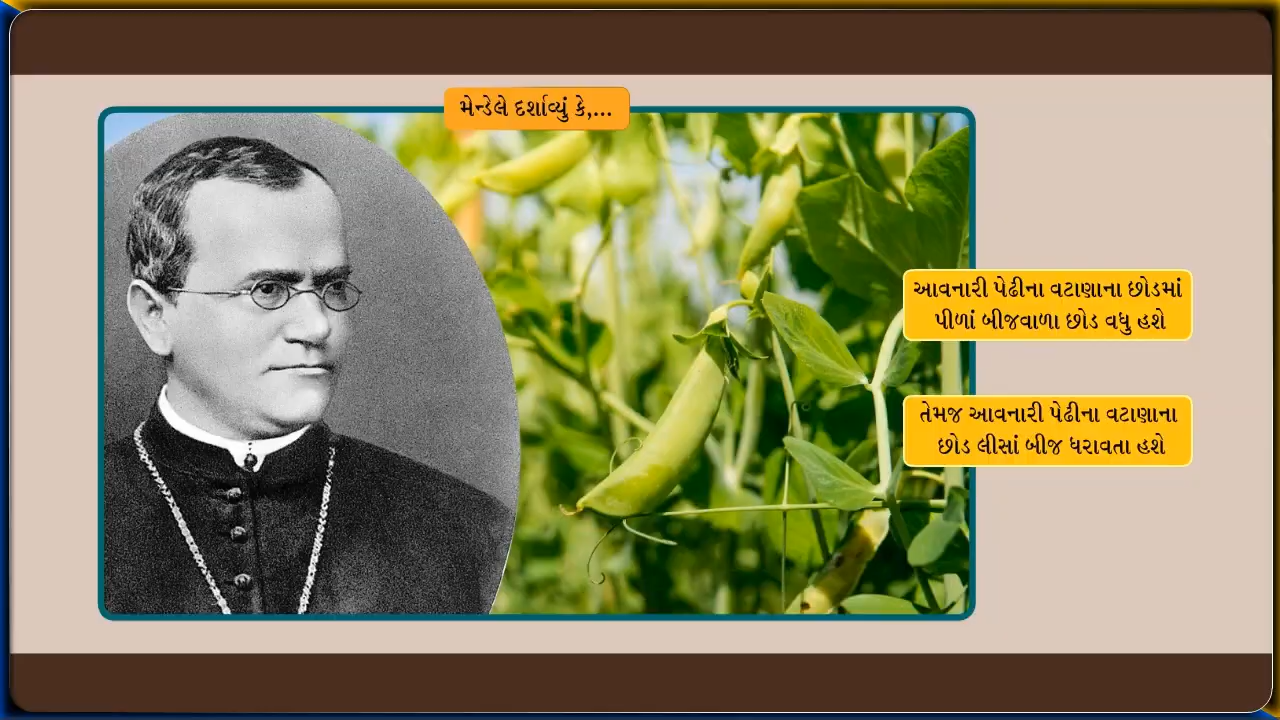 મેન્ડેલે દર્શાવ્યું કે,...
આવનારી પેઢીના વટાણાના છોડમાં
પીળાં બીજવાળા છોડ વધુ હશે
તેમજ આવનારી પેઢીના વટાણાના
છોડ લીસાં બીજ ધરાવતા હશે